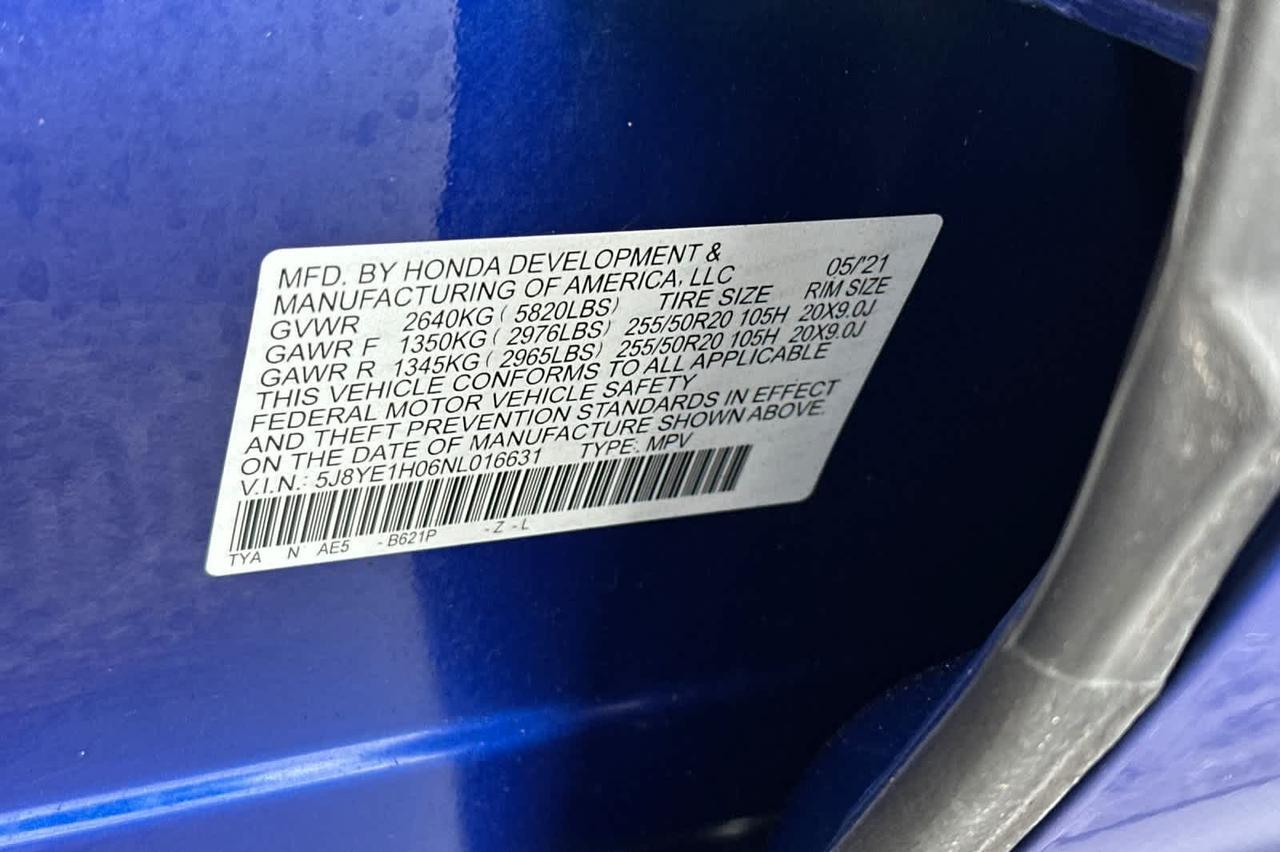 MFD. BY HONDA DEVELOPMENT &
MANUFACTURING OF AMERICA, LLC 05/'21
GVWR 2640KG ( 5820LBS) TIRE SIZE RIM SIZE
GAWR F 1350KG ( 2976LBS) 255/50R20 105H 20X9.0J
GAWR R 1345KG ( 2965LBS) 255/50R20 105H 20X9.0J
THIS VEHICLE CONFORMS TO ALL APPLICABLE
FEDERAL MOTOR VEHICLE SAFETY
AND THEFT PREVENTION STANDARDS IN EFFECT
ON THE DATE OF MANUFACTURE SHOWN ABOVE.
V.I.N.: 5J8YE1H06NL016631 TYPE: MPV
TYA N AE5 -B621P -Z -L